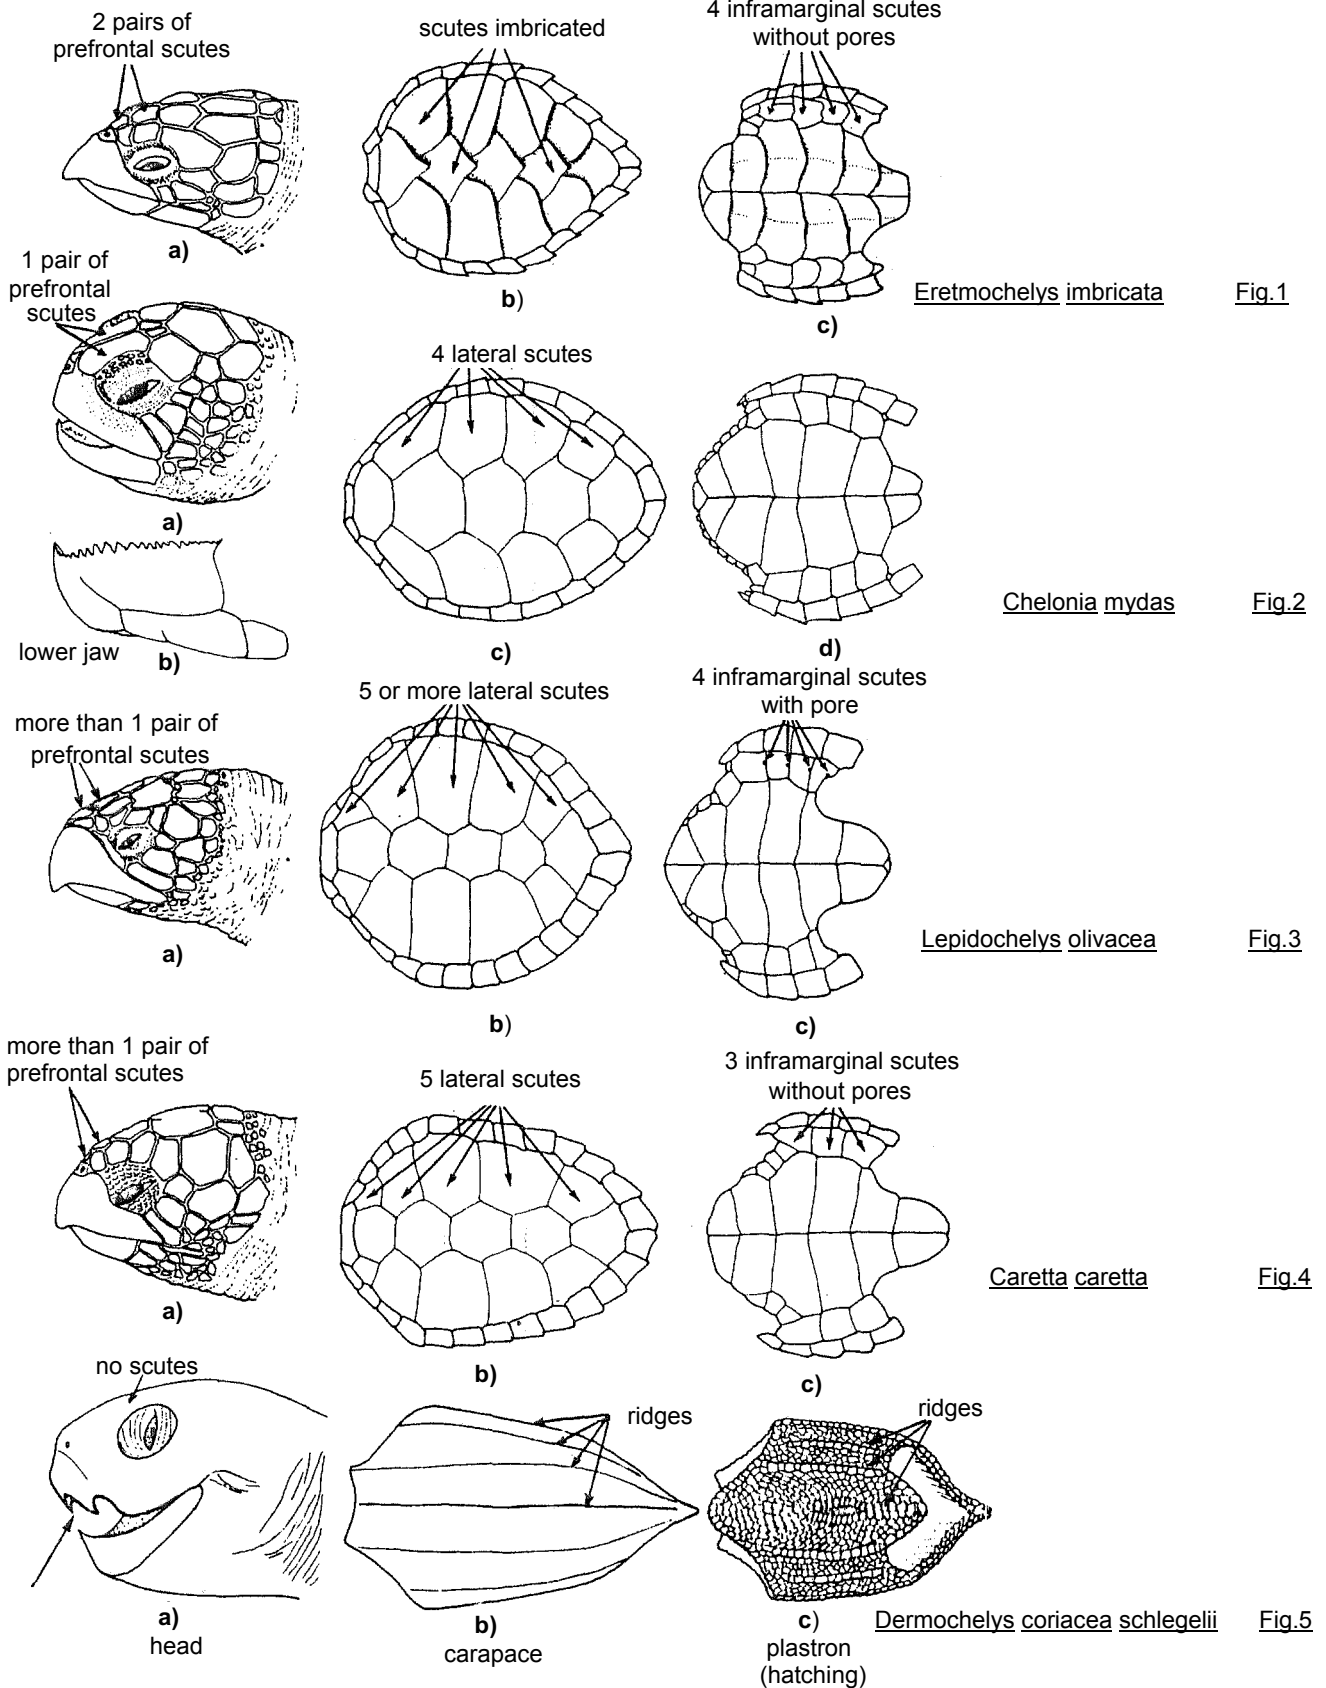 2 pairs of
prefrontal scutes
scutes imbricated
4 inframarginal scutes
without pores
a)
b)
c)
Eretmochelys imbricata Fig.1
1 pair of
prefrontal
scutes
4 lateral scutes
a)
lower jaw
b)
c)
d)
Chelonia mydas Fig.2
more than 1 pair of
prefrontal scutes
5 or more lateral scutes
4 inframarginal scutes
with pore
a)
b)
c)
Lepidochelys olivacea Fig.3
more than 1 pair of
prefrontal scutes
5 lateral scutes
3 inframarginal scutes
without pores
a)
b)
c)
Caretta caretta Fig.4
no scutes
ridges
ridges
a)
head
b)
carapace
c)
plastron
(hatching)
Dermochelys coriacea schlegelii Fig.5